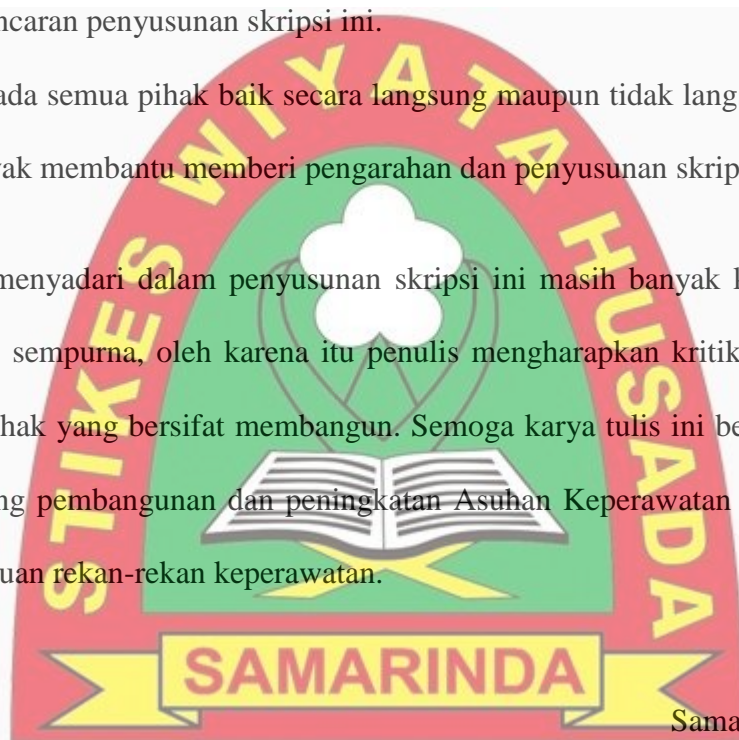 ncaran penyusunan skripsi ini.
ada semua pihak baik secara langsung maupun tidak lang
yak membantu memberi pengarahan dan penyusunan skrip
menyadari dalam penyusunan skripsi ini masih banyak
sempurna, oleh karena itu penulis mengharapkan kritik
hak yang bersifat membangun. Semoga karya tulis ini be
ng pembangunan dan peningkatan Asuhan Keperawatan
uan rekan-rekan keperawatan.
Sama
STIKES WIYATA HUSADA
SAMARINDA